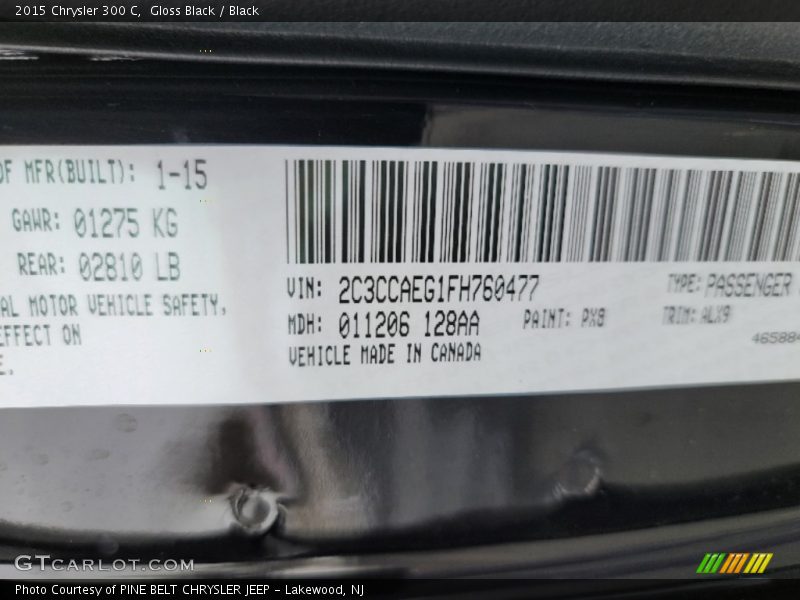 2015 Chrysler 300 C, Gloss Black / Black
OF MFR(BUILT): 1-15
GAWR: 01275 KG
REAR: 02810 LB
AL MOTOR VEHICLE SAFETY,
EFFECT ON
E.
VIN: 2C3CCAEG1FH760477
TYPE: PASSENGER
MDH: 011206 128AA
PAINT: PX8
TRIM: ALX9
VEHICLE MADE IN CANADA
46588
GTCARLOT.COM
Photo Courtesy of PINE BELT CHRYSLER JEEP – Lakewood, NJ